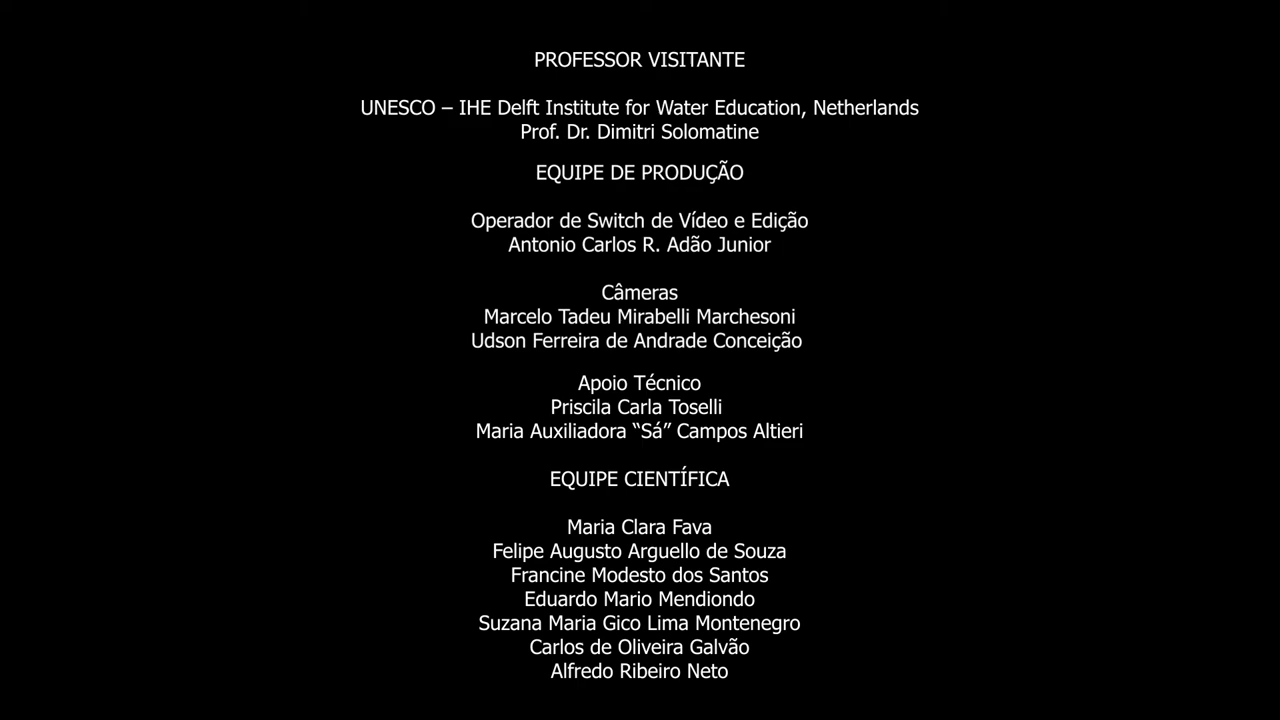 PROFESSOR VISITANTE
UNESCO – IHE Delft Institute for Water Education, Netherlands
Prof. Dr. Dimitri Solomatine
EQUIPE DE PRODUÇÃO
Operador de Switch de Vídeo e Edição
Antonio Carlos R. Adão Junior
Câmeras
Marcelo Tadeu Mirabelli Marchesoni
Udson Ferreira de Andrade Conceição
Apoio Técnico
Priscila Carla Toselli
Maria Auxiliadora “Sá” Campos Altieri
EQUIPE CIENTÍFICA
Maria Clara Fava
Felipe Augusto Arguello de Souza
Francine Modesto dos Santos
Eduardo Mario Mendiondo
Suzana Maria Gico Lima Montenegro
Carlos de Oliveira Galvão
Alfredo Ribeiro Neto